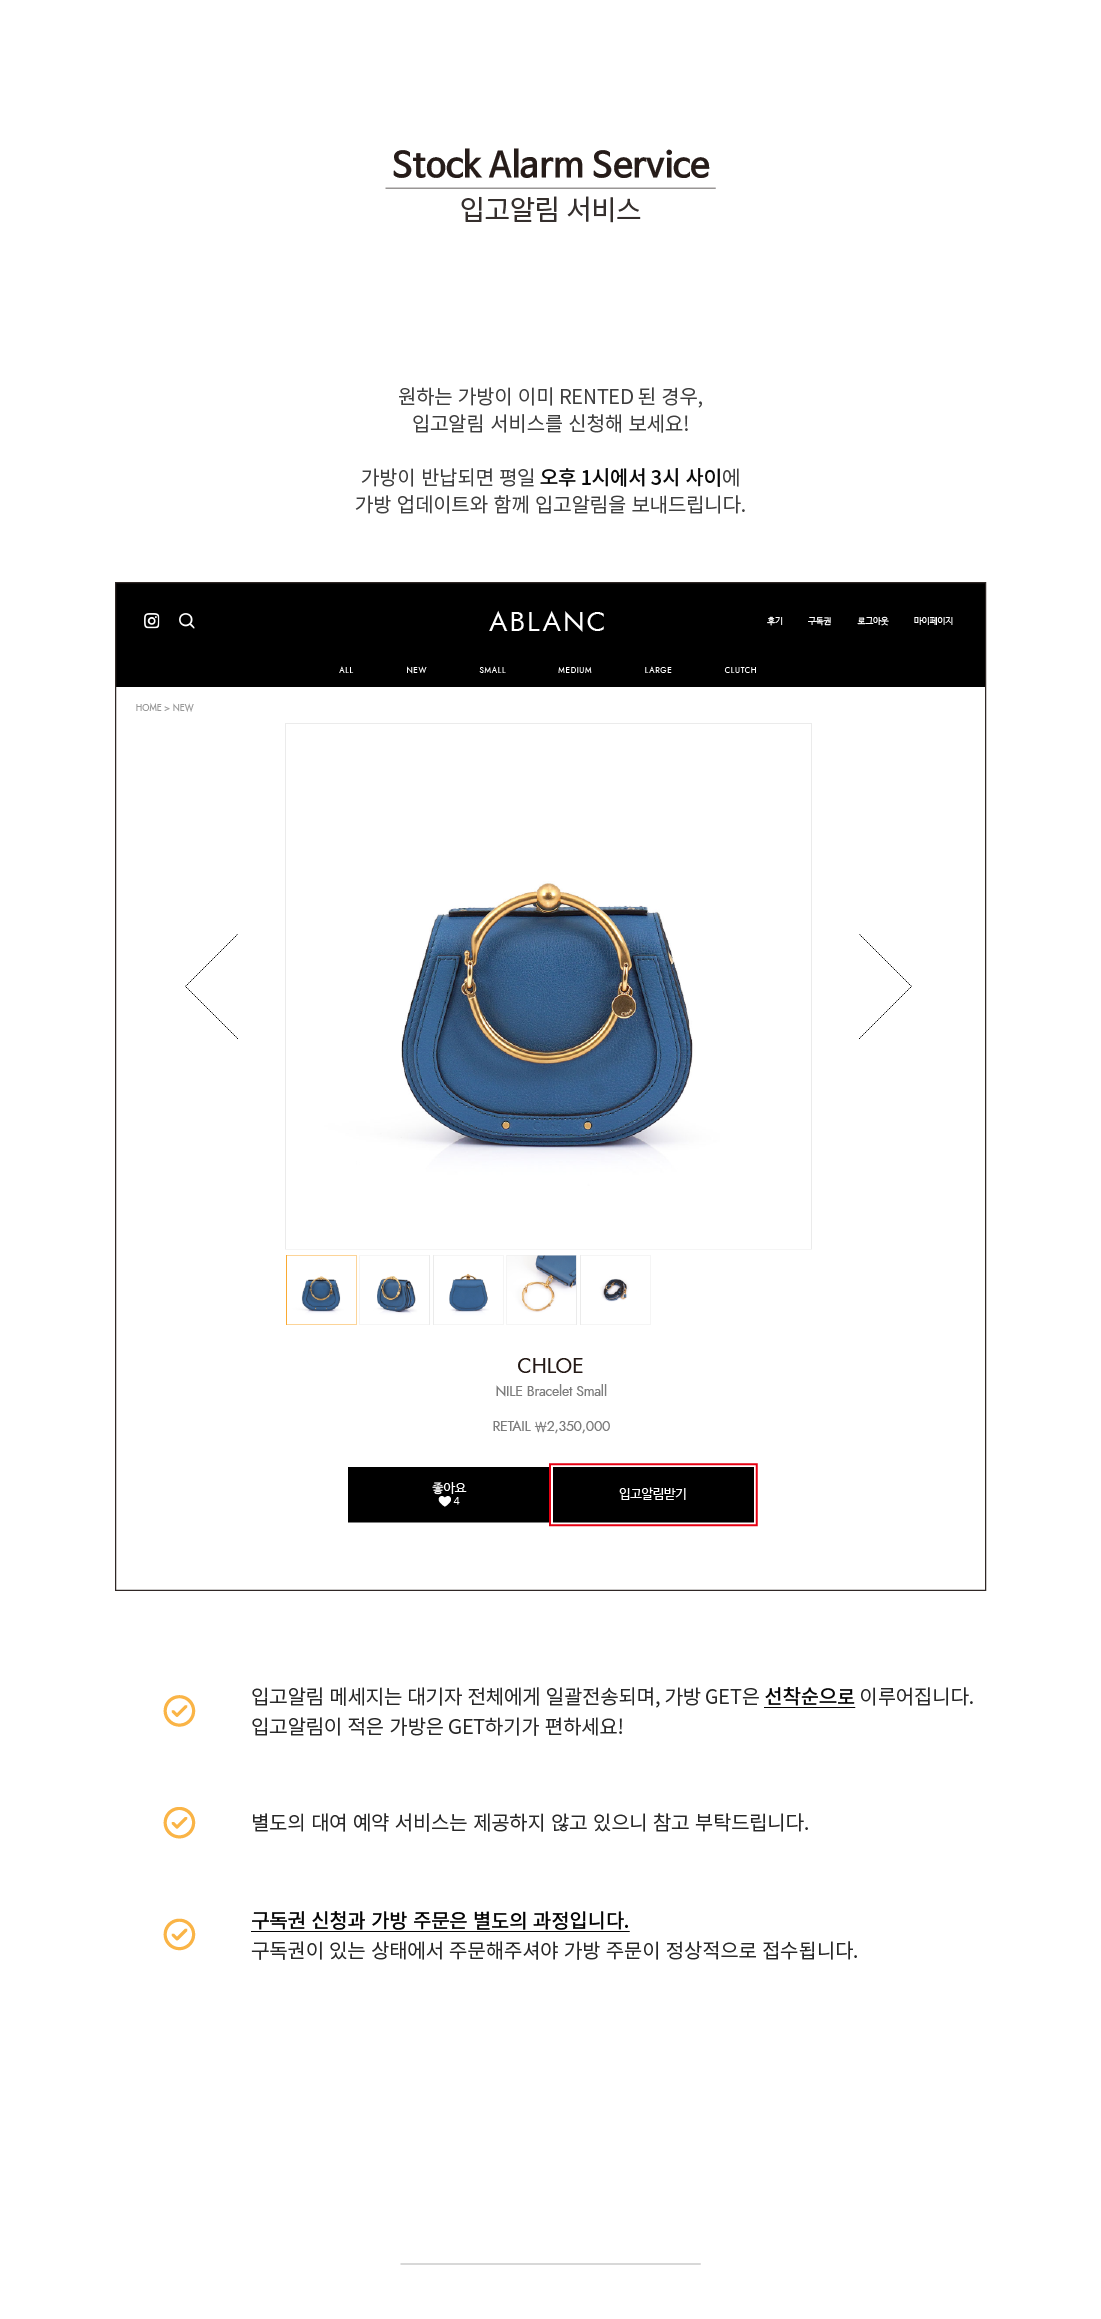 Stock Alarm Service
입고알림 서비스
원하는 가방이 이미 RENTED 된 경우,
입고알림 서비스를 신청해 보세요!
가방이 반납되면 평일 오후 1시에서 3시 사이에
가방 업데이트와 함께 입고알림을 보내드립니다.
ABLANC
후기 구독권 로그아웃 마이페이지
ALL NEW SMALL MEDIUM LARGE CLUTCH
HOME > NEW
CHLOE
NILE Bracelet Small
RETAIL ₩2,350,000
좋아요
4
입고알림받기
입고알림 메세지는 대기자 전체에게 일괄전송되며, 가방 GET은 선착순으로 이루어집니다.
입고알림이 적은 가방은 GET하기가 편하세요!
별도의 대여 예약 서비스는 제공하지 않고 있으니 참고 부탁드립니다.
구독권 신청과 가방 주문은 별도의 과정입니다.
구독권이 있는 상태에서 주문해주셔야 가방 주문이 정상적으로 접수됩니다.